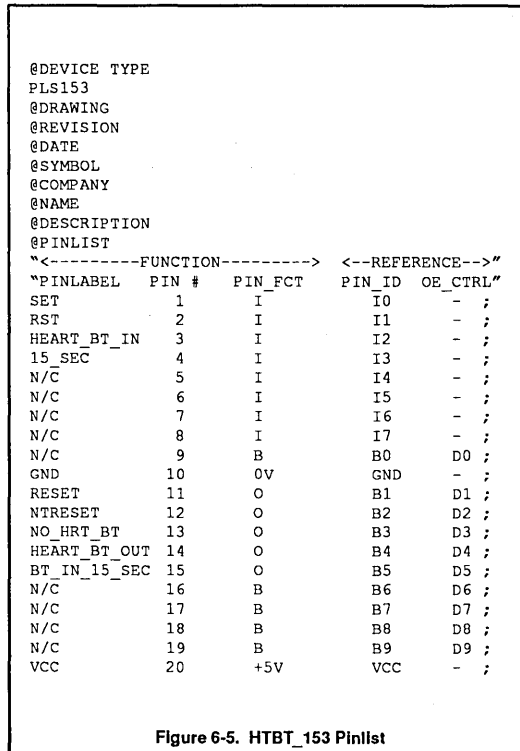 @DEVICE TYPE
PLS153
@DRAWING
@REVISION
@DATE
@SYMBOL
@COMPANY
@NAME
@DESCRIPTION
@PINLIST
"<---------FUNCTION--------->  <--REFERENCE-->"
"PINLABEL   PIN #   PIN_FCT   PIN_ID   OE_CTRL"
SET   1   I   I0   -   ;
RST   2   I   I1   -   ;
HEART_BT_IN   3   I   I2   -   ;
15_SEC   4   I   I3   -   ;
N/C   5   I   I4   -   ;
N/C   6   I   I5   -   ;
N/C   7   I   I6   -   ;
N/C   8   I   I7   -   ;
N/C   9   B   B0   D0 ;
GND   10   0V   GND   -   ;
RESET   11   O   B1   D1 ;
NTRESET   12   O   B2   D2 ;
NO_HRT_BT   13   O   B3   D3 ;
HEART_BT_OUT   14   O   B4   D4 ;
BT_IN_15_SEC   15   O   B5   D5 ;
N/C   16   B   B6   D6 ;
N/C   17   B   B7   D7 ;
N/C   18   B   B8   D8 ;
N/C   19   B   B9   D9 ;
VCC   20   +5V   VCC   -   ;
Figure 6-5. HTBT_153 Pinlist